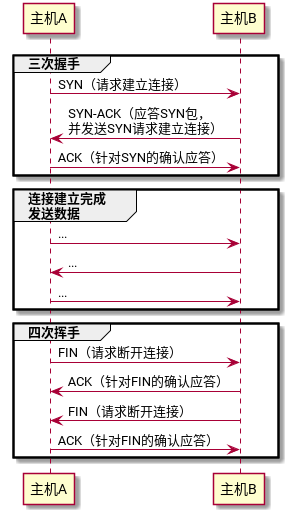 主机A 主机B
三次握手
SYN（请求建立连接）
SYN-ACK（应答SYN包，
并发送SYN请求建立连接）
ACK（针对SYN的确认应答）
连接建立完成
发送数据
...
...
...
四次挥手
FIN（请求断开连接）
ACK（针对FIN的确认应答）
FIN（请求断开连接）
ACK（针对FIN的确认应答）
主机A 主机B